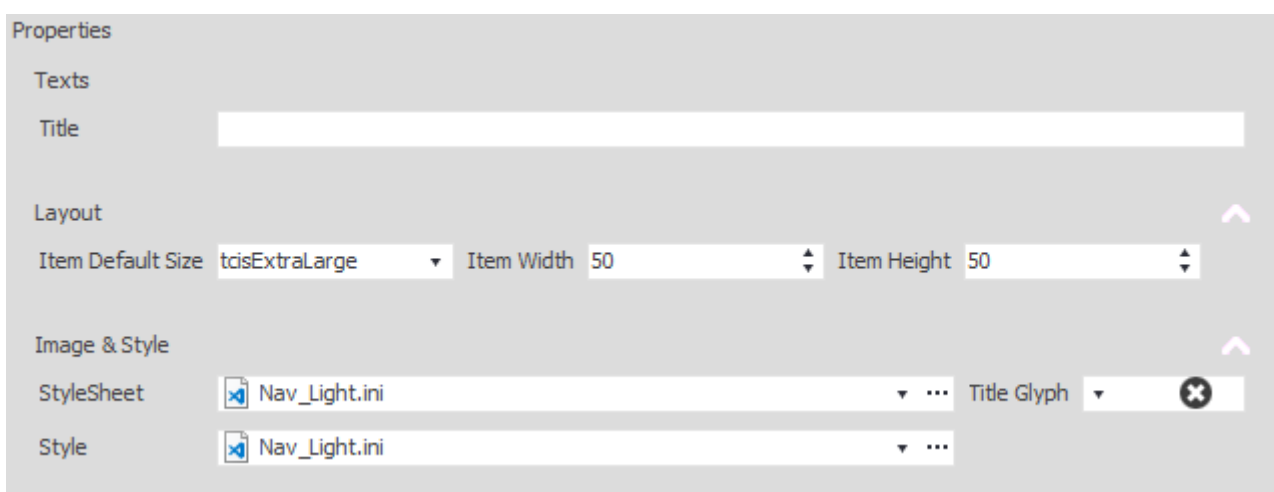 Properties
Texts
Title
Layout
Item Default Size tcisExtraLarge Item Width 50 Item Height 50
Image & Style
StyleSheet Nav_Light.ini ... Title Glyph
Style Nav_Light.ini ...